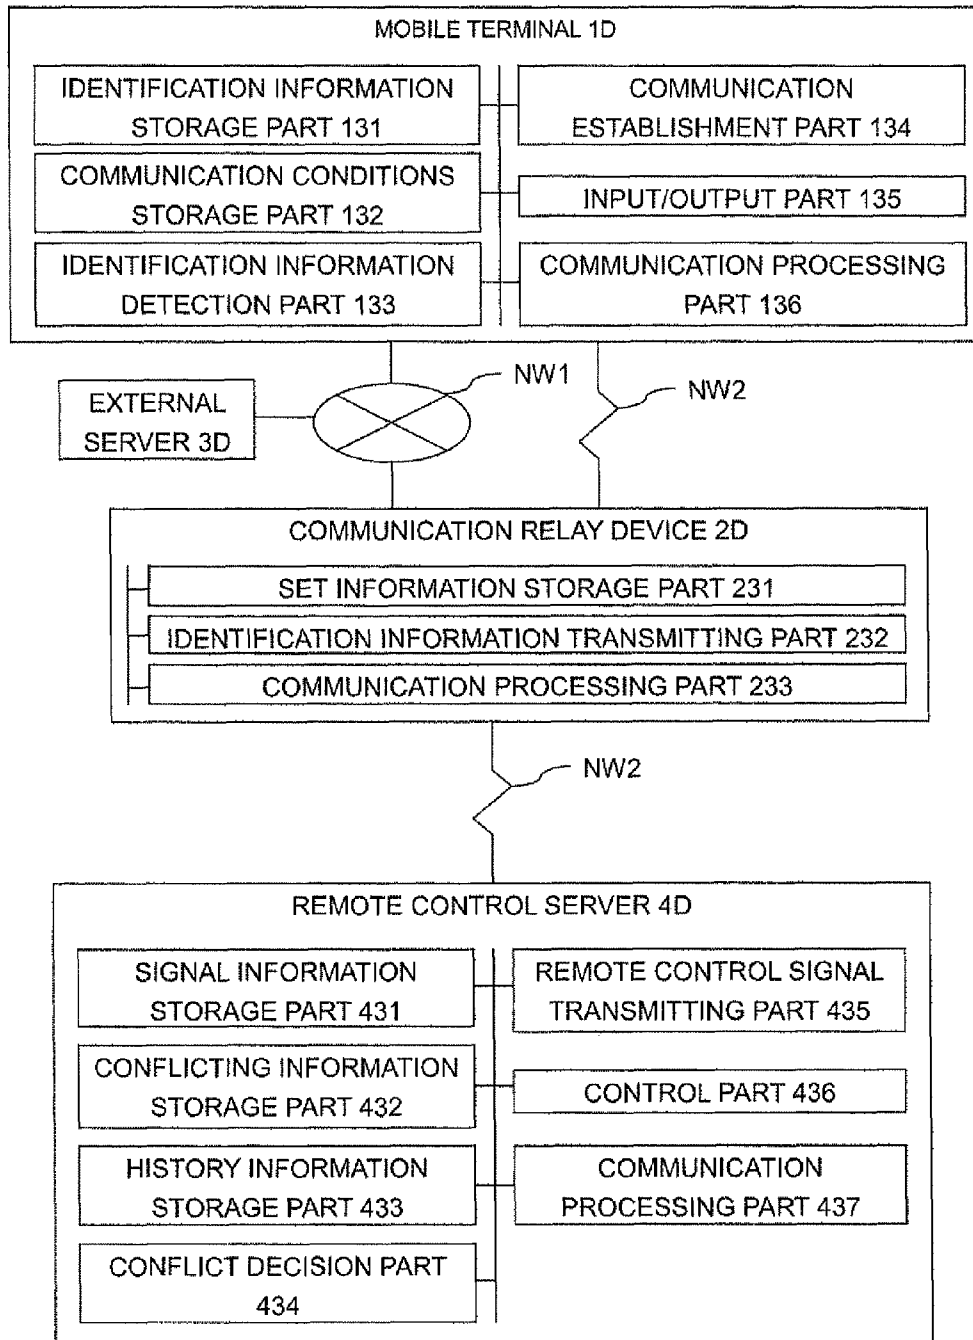 MOBILE TERMINAL 1D
IDENTIFICATION INFORMATION
STORAGE PART 131
COMMUNICATION
ESTABLISHMENT PART 134
COMMUNICATION CONDITIONS
STORAGE PART 132
INPUT/OUTPUT PART 135
IDENTIFICATION INFORMATION
DETECTION PART 133
COMMUNICATION PROCESSING
PART 136
NW1
NW2
EXTERNAL
SERVER 3D
COMMUNICATION RELAY DEVICE 2D
SET INFORMATION STORAGE PART 231
IDENTIFICATION INFORMATION TRANSMITTING PART 232
COMMUNICATION PROCESSING PART 233
NW2
REMOTE CONTROL SERVER 4D
SIGNAL INFORMATION
STORAGE PART 431
REMOTE CONTROL SIGNAL
TRANSMITTING PART 435
CONFLICTING INFORMATION
STORAGE PART 432
CONTROL PART 436
HISTORY INFORMATION
STORAGE PART 433
COMMUNICATION
PROCESSING PART 437
CONFLICT DECISION PART
434